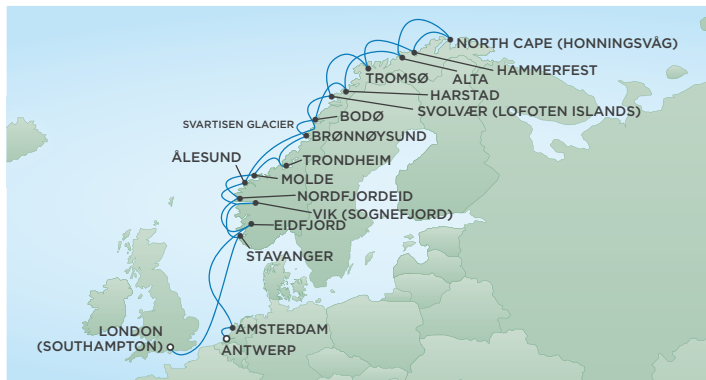 NORTH CAPE (HONNINGSVÅG)
HAMMERFEST
TROMSØ
ALTA
HARSTAD
SVOLVÆR (LOFOTEN ISLANDS)
BODØ
SVARTISEN GLACIER
BRØNNØYSUND
ÅLESUND
TRONDHEIM
MOLDE
NORDFJORDEID
VIK (SOGNEFJORD)
EIDFJORD
STAVANGER
LONDON
(SOUTHAMPTON)
AMSTERDAM
ANTWERP